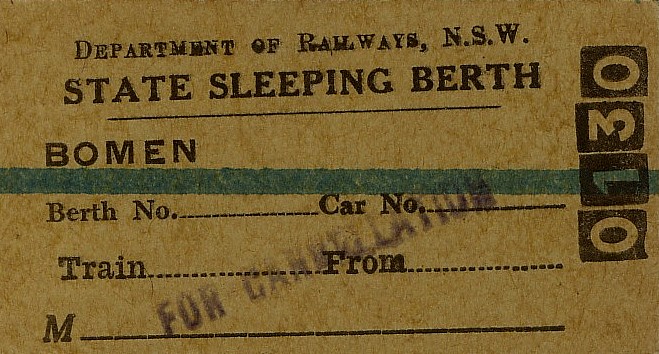 DEPARTMENT OF RAILWAYS, N.S.W.
STATE SLEEPING BERTH
BOMEN
Berth No. Car No.
Train From
M
FOR CANCELLATION
0130